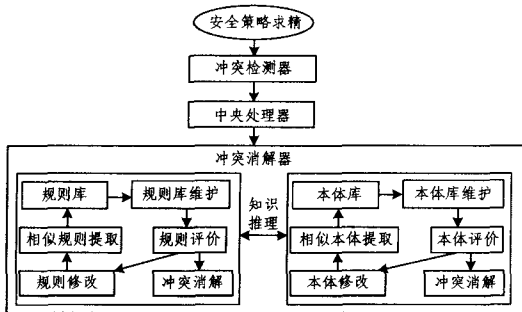 安全策略求精
冲突检测器
中央处理器
冲突消解器
规则库
规则库维护
相似规则提取
规则评价
规则修改
冲突消解
知识
推理
本体库
本体库维护
相似本体提取
本体评价
本体修改
冲突消解